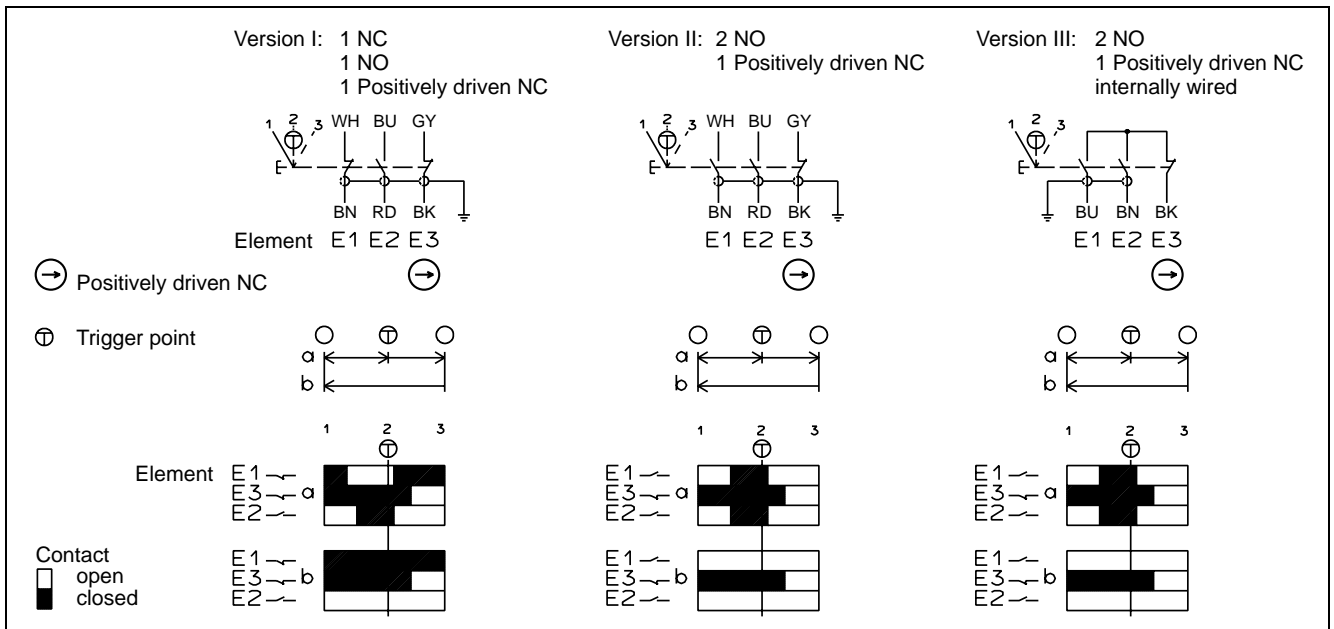 Version I: 1 NC
1 NO
1 Positively driven NC
1 2 3 WH BU GY
BN RD BK
Element E1 E2 E3
Version II: 2 NO
1 Positively driven NC
1 2 3 WH BU GY
BN RD BK
E1 E2 E3
Version III: 2 NO
1 Positively driven NC
internally wired
1 2 3
BU BN BK
E1 E2 E3
Positively driven NC
T Trigger point
T
a
b
T
a
b
T
a
b
1 2 3
T
Element E1
E3 a
E2
E1
E3 b
E2
1 2 3
T
E1
E3 a
E2
E1
E3 b
E2
1 2 3
T
E1
E3 a
E2
E1
E3 b
E2
Contact
open
closed